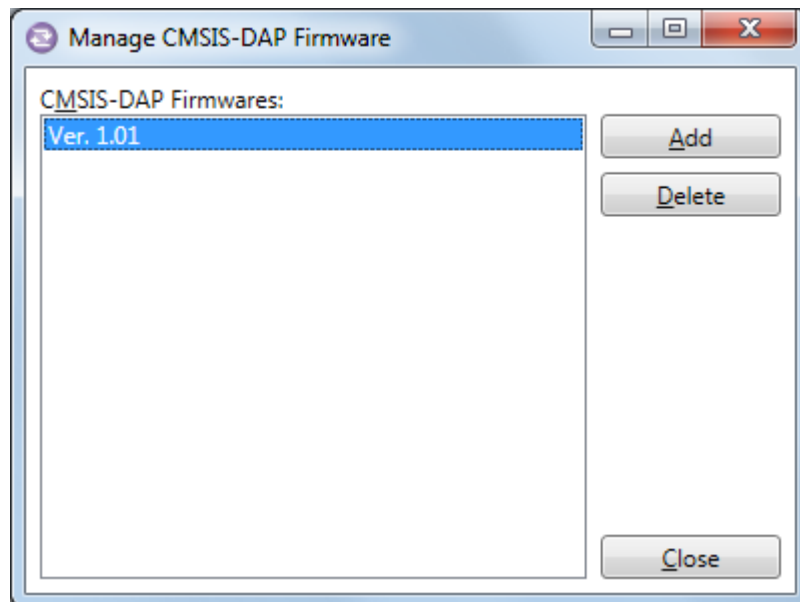 Manage CMSIS-DAP Firmware
CMSIS-DAP Firmwares:
Ver. 1.01
Add
Delete
Close